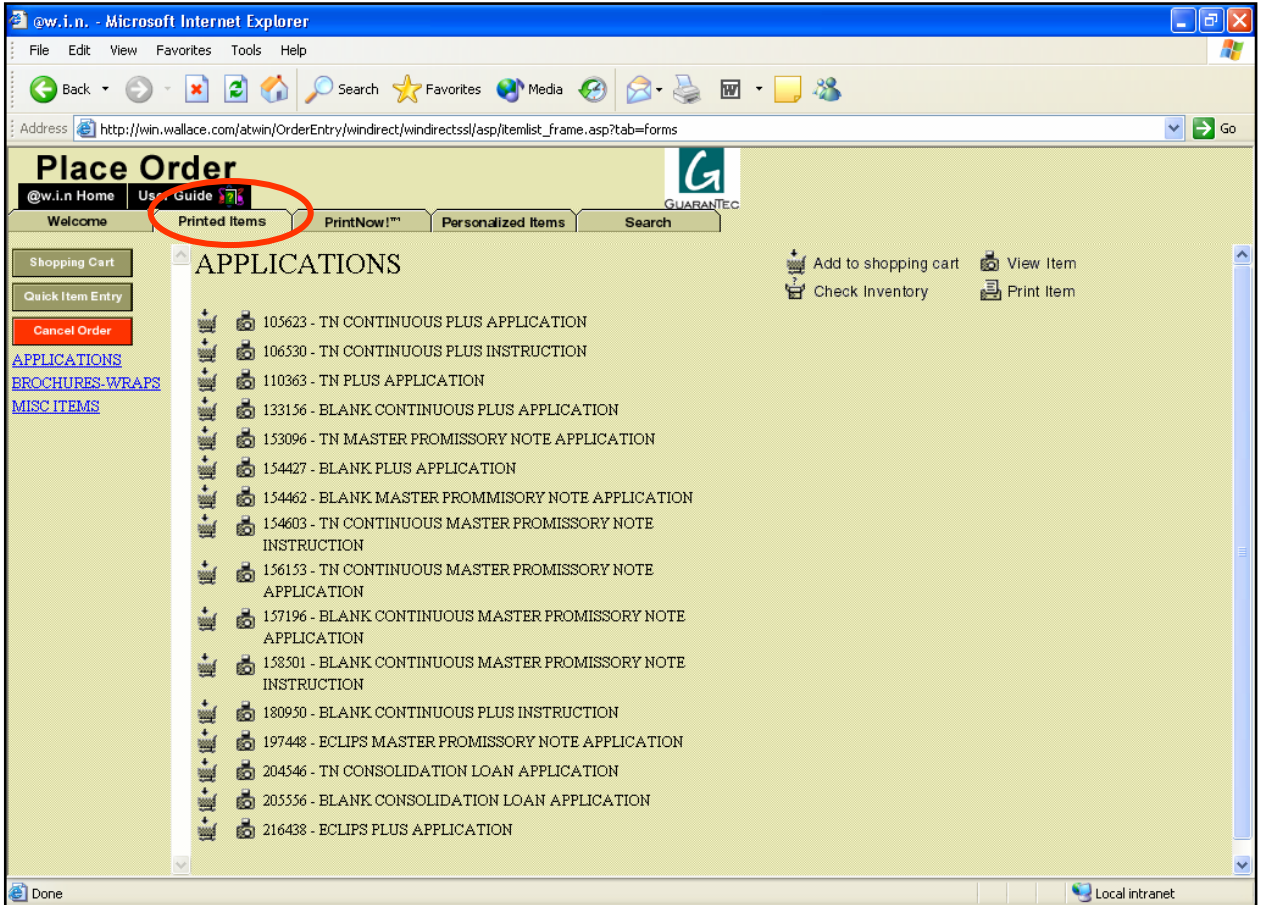 @w.i.n. - Microsoft Internet Explorer
File Edit View Favorites Tools Help
Back Search Favorites Media
Address http://win.wallace.com/atwin/OrderEntry/windirect/windirectssl/asp/itemlist_frame.asp?tab=forms Go
Place Order
G
GUARANTEC
@w.i.n Home User Guide
Welcome Printed Items PrintNow!™ Personalized Items Search
Shopping Cart
Quick Item Entry
Cancel Order
APPLICATIONS
BROCHURES-WRAPS
MISC ITEMS
APPLICATIONS
Add to shopping cart View Item
Check Inventory Print Item
105623 - TN CONTINUOUS PLUS APPLICATION
106530 - TN CONTINUOUS PLUS INSTRUCTION
110363 - TN PLUS APPLICATION
133156 - BLANK CONTINUOUS PLUS APPLICATION
153096 - TN MASTER PROMISSORY NOTE APPLICATION
154427 - BLANK PLUS APPLICATION
154462 - BLANK MASTER PROMMISORY NOTE APPLICATION
154603 - TN CONTINUOUS MASTER PROMISSORY NOTE
INSTRUCTION
156153 - TN CONTINUOUS MASTER PROMISSORY NOTE
APPLICATION
157196 - BLANK CONTINUOUS MASTER PROMISSORY NOTE
APPLICATION
158501 - BLANK CONTINUOUS MASTER PROMISSORY NOTE
INSTRUCTION
180950 - BLANK CONTINUOUS PLUS INSTRUCTION
197448 - ECLIPS MASTER PROMISSORY NOTE APPLICATION
204546 - TN CONSOLIDATION LOAN APPLICATION
205556 - BLANK CONSOLIDATION LOAN APPLICATION
216438 - ECLIPS PLUS APPLICATION
Done Local intranet